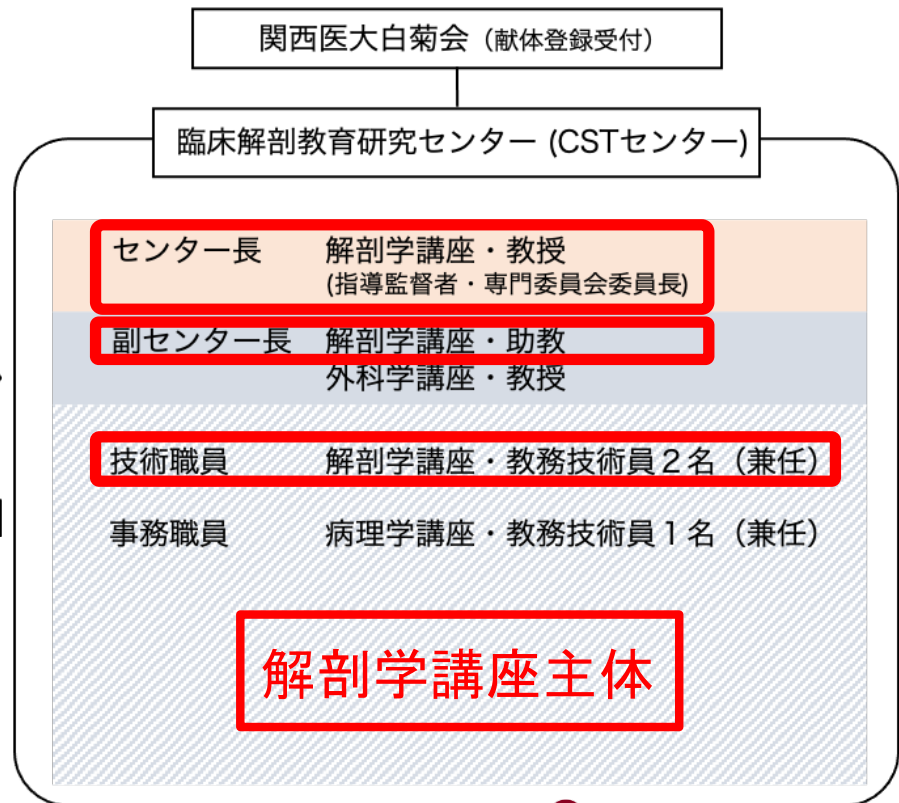 関西医大白菊会（献体登録受付）
臨床解剖教育研究センター (CSTセンター)
センター長　解剖学講座・教授
(指導監督者・専門委員会委員長)
副センター長　解剖学講座・助教
外科学講座・教授
技術職員　解剖学講座・教務技術員２名（兼任）
事務職員　病理学講座・教務技術員１名（兼任）
解剖学講座主体